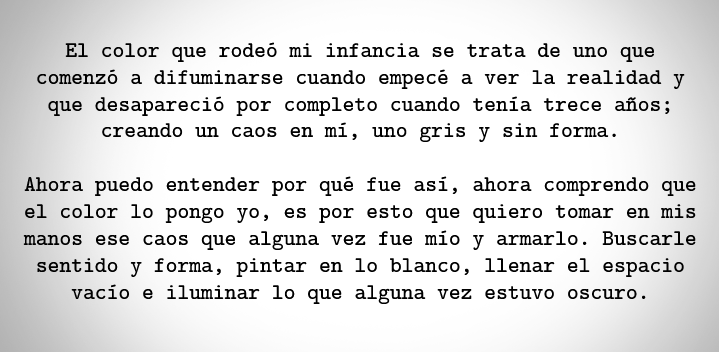 El color que rodeó mi infancia se trata de uno que
comenzó a difuminarse cuando empecé a ver la realidad y
que desapareció por completo cuando tenía trece años;
creando un caos en mí, uno gris y sin forma.
Ahora puedo entender por qué fue así, ahora comprendo que
el color lo pongo yo, es por esto que quiero tomar en mis
manos ese caos que alguna vez fue mío y armarlo. Buscarle
sentido y forma, pintar en lo blanco, llenar el espacio
vacío e iluminar lo que alguna vez estuvo oscuro.